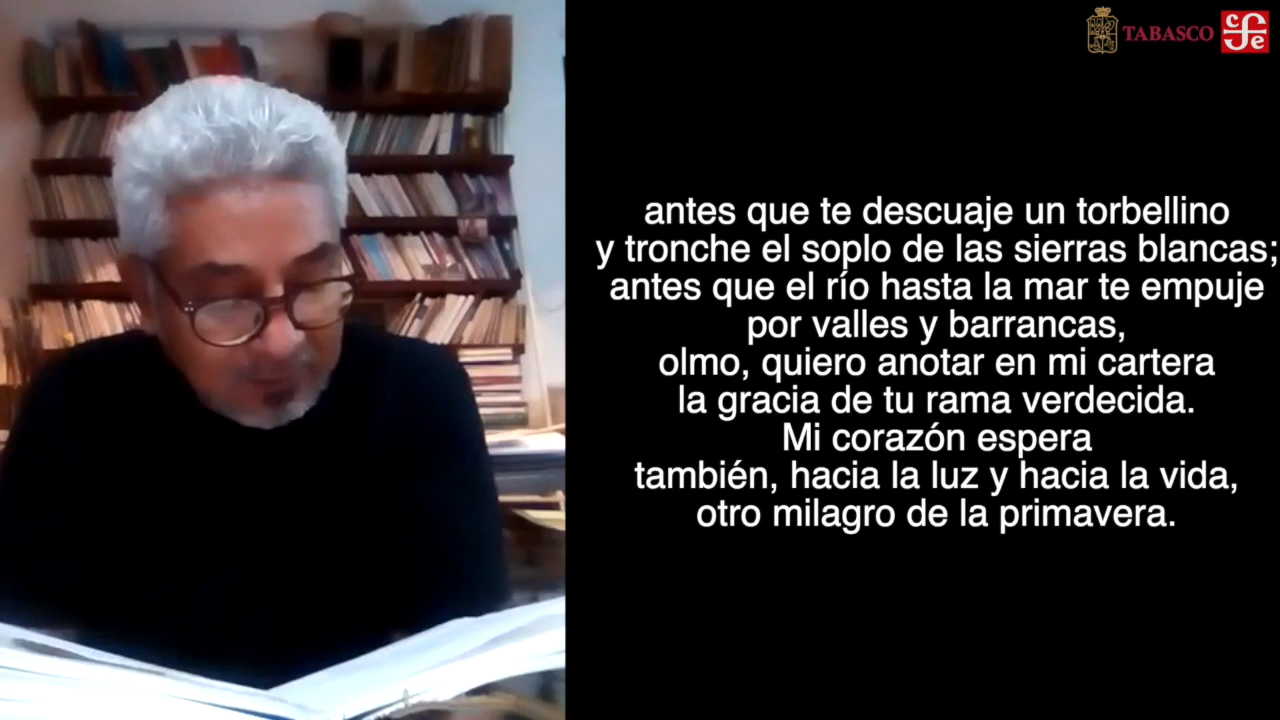 TABASCO
cfe
antes que te descuaje un torbellino
y tronche el soplo de las sierras blancas;
antes que el río hasta la mar te empuje
por valles y barrancas,
olmo, quiero anotar en mi cartera
la gracia de tu rama verdecida.
Mi corazón espera
también, hacia la luz y hacia la vida,
otro milagro de la primavera.